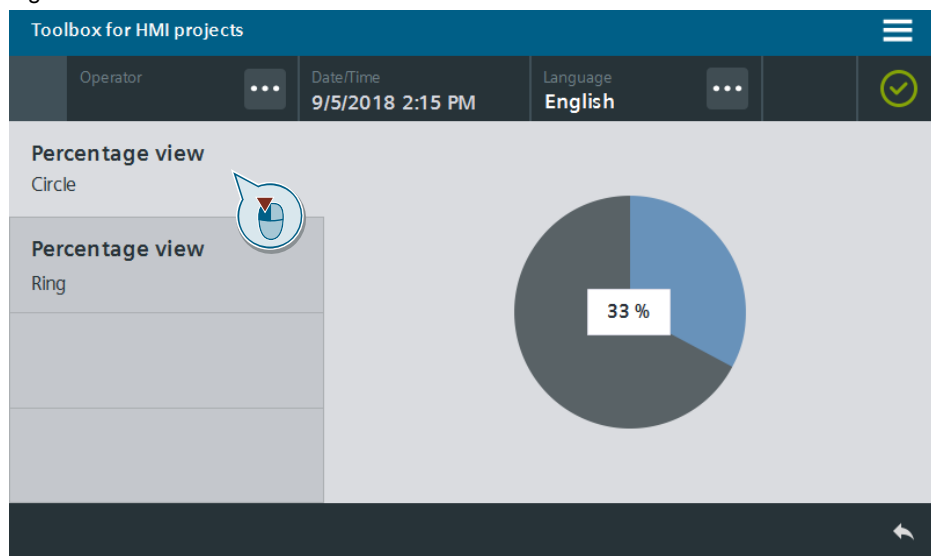 Toolbox for HMI projects
Operator
Date/Time
9/5/2018 2:15 PM
Language
English
Percentage view
Circle
Percentage view
Ring
33 %